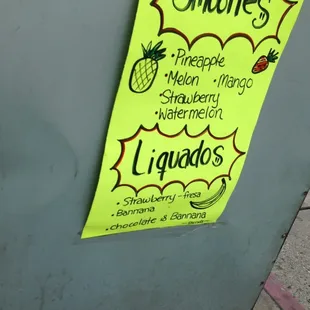 Smoothies
• Pineapple
• Melon • Mango
• Strawberry
• Watermelon
Liquados
• Strawberry - fresa
• Bannana
• chocolate & Bannana